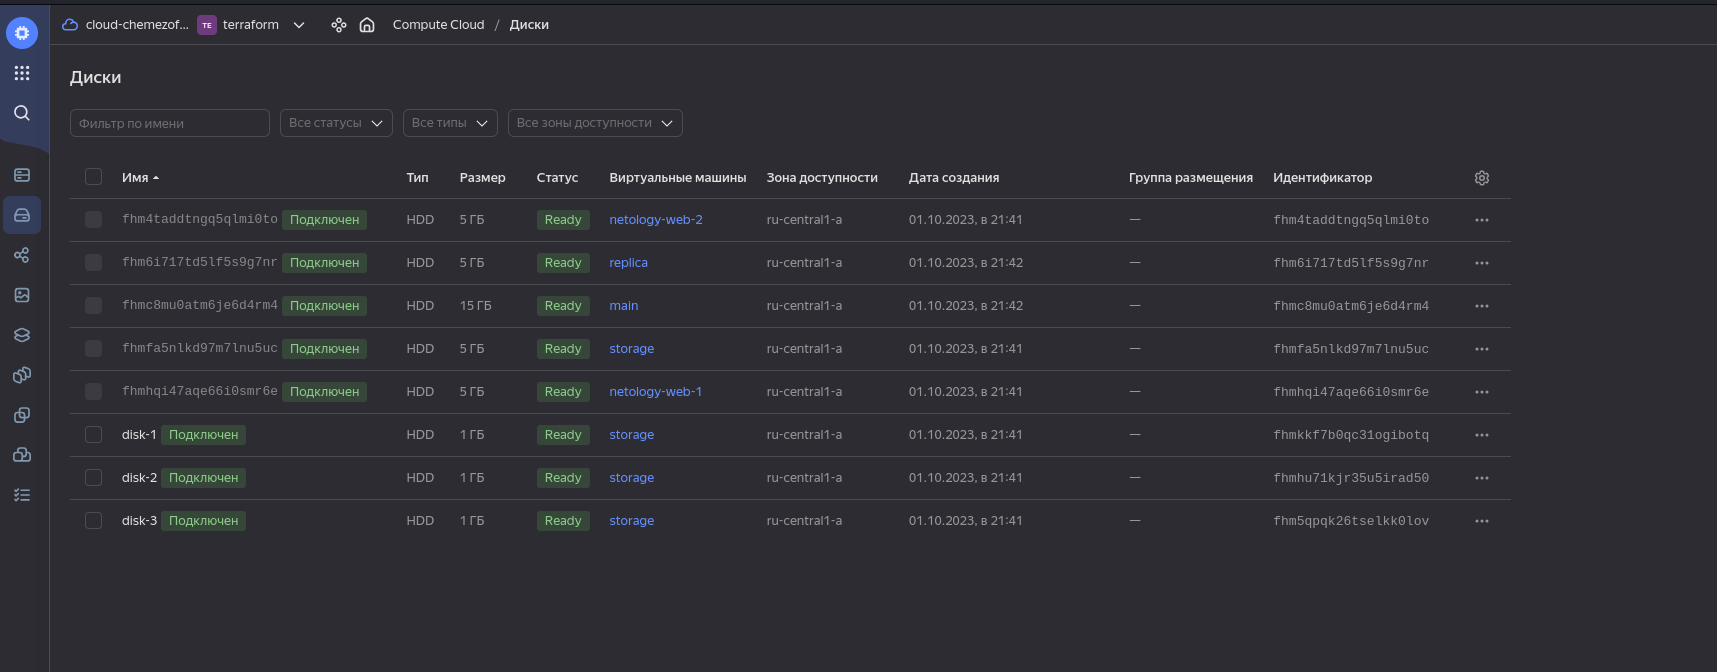 cloud-chemezof... TE terraform Compute Cloud / Диски
Диски
Фильтр по имени Все статусы Все типы Все зоны доступности
Имя Тип Размер Статус Виртуальные машины Зона доступности Дата создания Группа размещения Идентификатор
fhm4taddtngq5qlmi0to Подключен HDD 5 ГБ Ready netology-web-2 ru-central1-a 01.10.2023, в 21:41 — fhm4taddtngq5qlmi0to
fhm6i717td5lf5s9g7nr Подключен HDD 5 ГБ Ready replica ru-central1-a 01.10.2023, в 21:42 — fhm6i717td5lf5s9g7nr
fhmc8mu0atm6je6d4rm4 Подключен HDD 15 ГБ Ready main ru-central1-a 01.10.2023, в 21:42 — fhmc8mu0atm6je6d4rm4
fhmfa5nlkd97m7lnu5uc Подключен HDD 5 ГБ Ready storage ru-central1-a 01.10.2023, в 21:41 — fhmfa5nlkd97m7lnu5uc
fhmhqi47aqe66i0smr6e Подключен HDD 5 ГБ Ready netology-web-1 ru-central1-a 01.10.2023, в 21:41 — fhmhqi47aqe66i0smr6e
disk-1 Подключен HDD 1 ГБ Ready storage ru-central1-a 01.10.2023, в 21:41 — fhmkkf7b0qc31ogibotq
disk-2 Подключен HDD 1 ГБ Ready storage ru-central1-a 01.10.2023, в 21:41 — fhmhu71kjr35u5irad50
disk-3 Подключен HDD 1 ГБ Ready storage ru-central1-a 01.10.2023, в 21:41 — fhm5qpqk26tselkk0lov